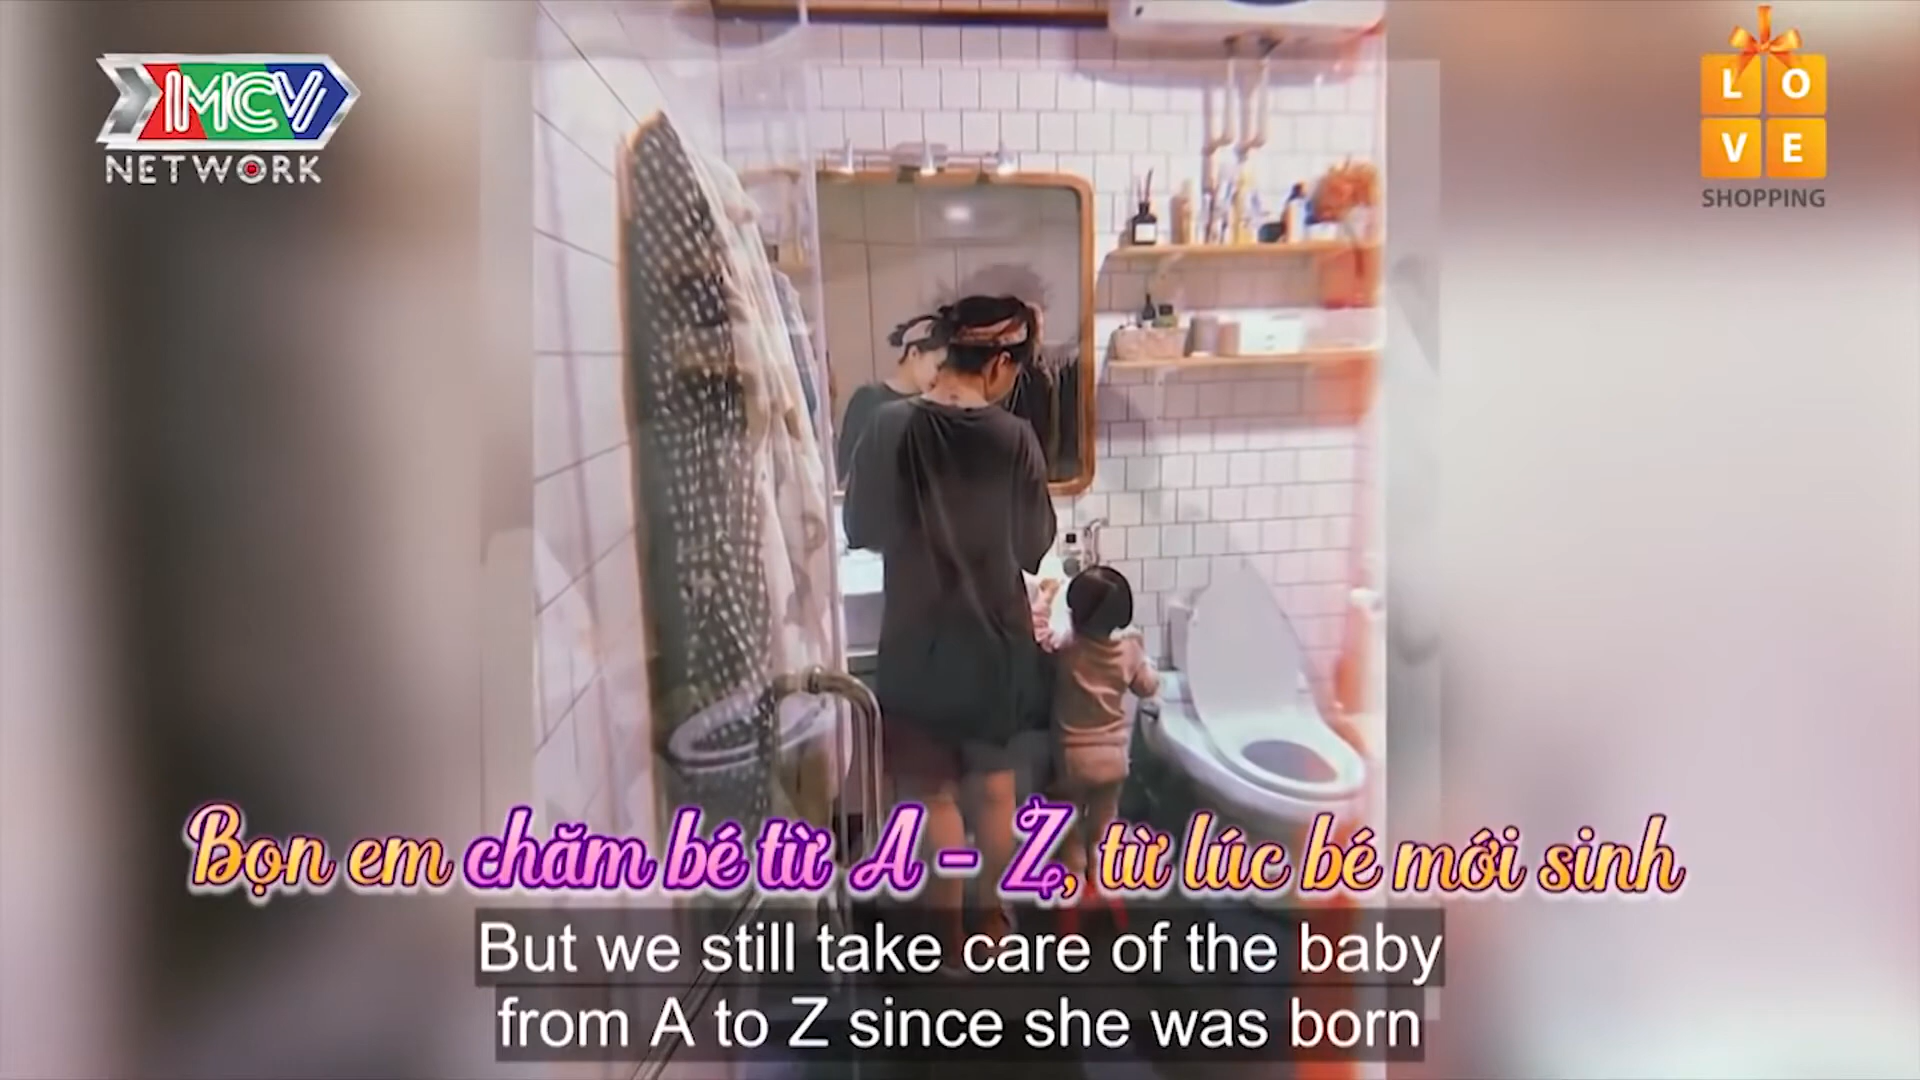 MCV
NETWORK
LOVE
SHOPPING
Bọn em chăm bé từ A - Z, từ lúc bé mới sinh
But we still take care of the baby
from A to Z since she was born